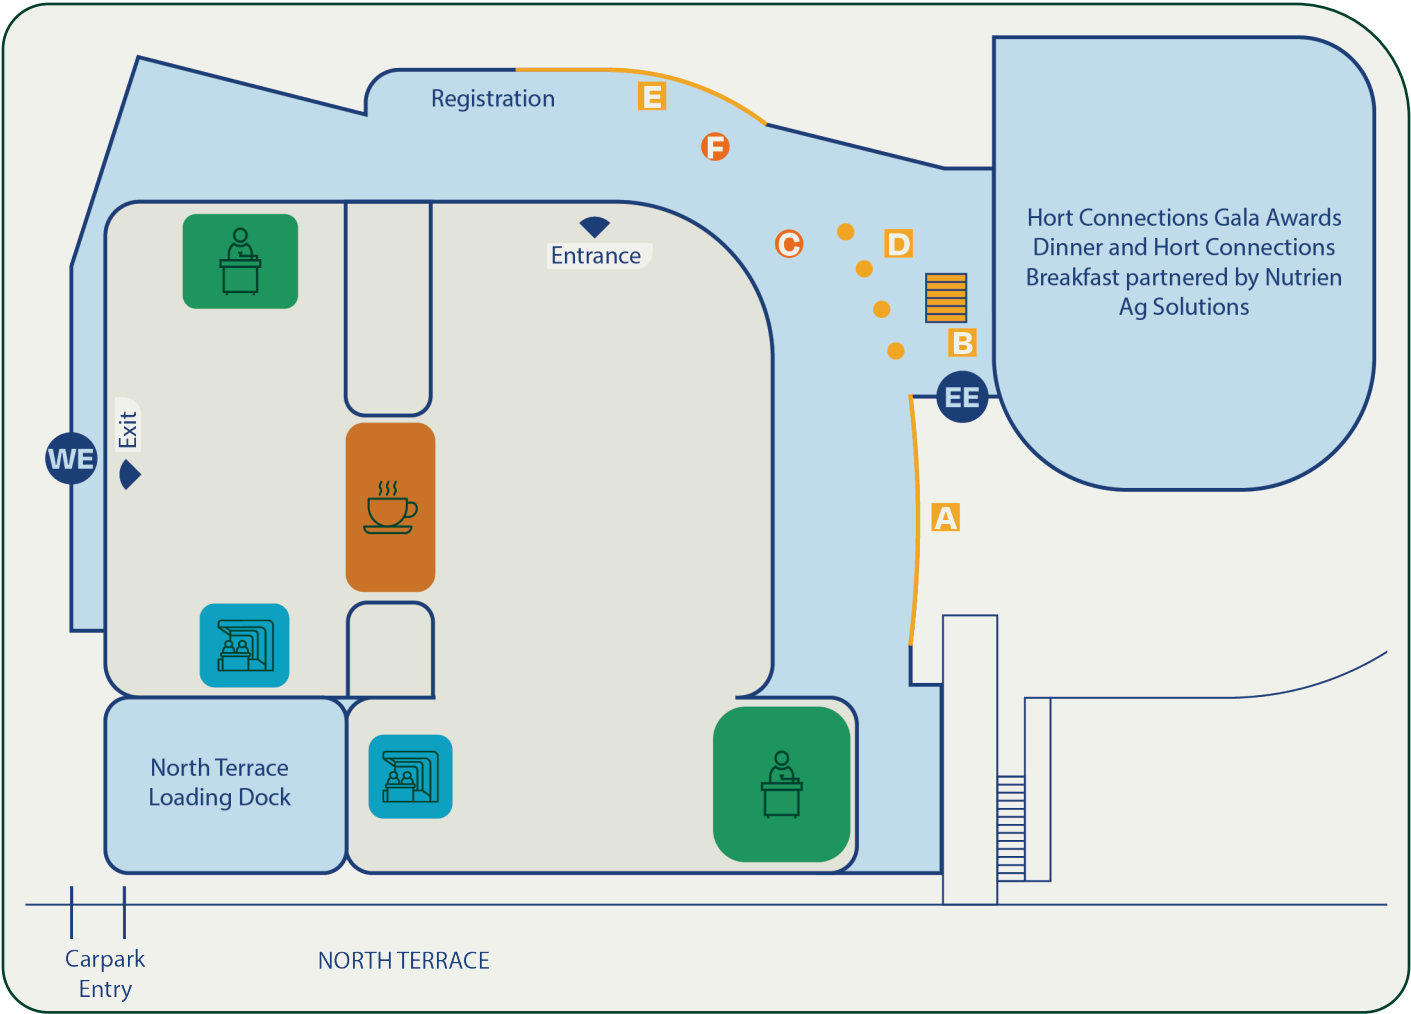 Registration
E
F
Hort Connections Gala Awards
Dinner and Hort Connections
Breakfast partnered by Nutrien
Ag Solutions
Entrance
C
D
B
EE
Exit
WE
A
North Terrace
Loading Dock
Carpark
Entry
NORTH TERRACE